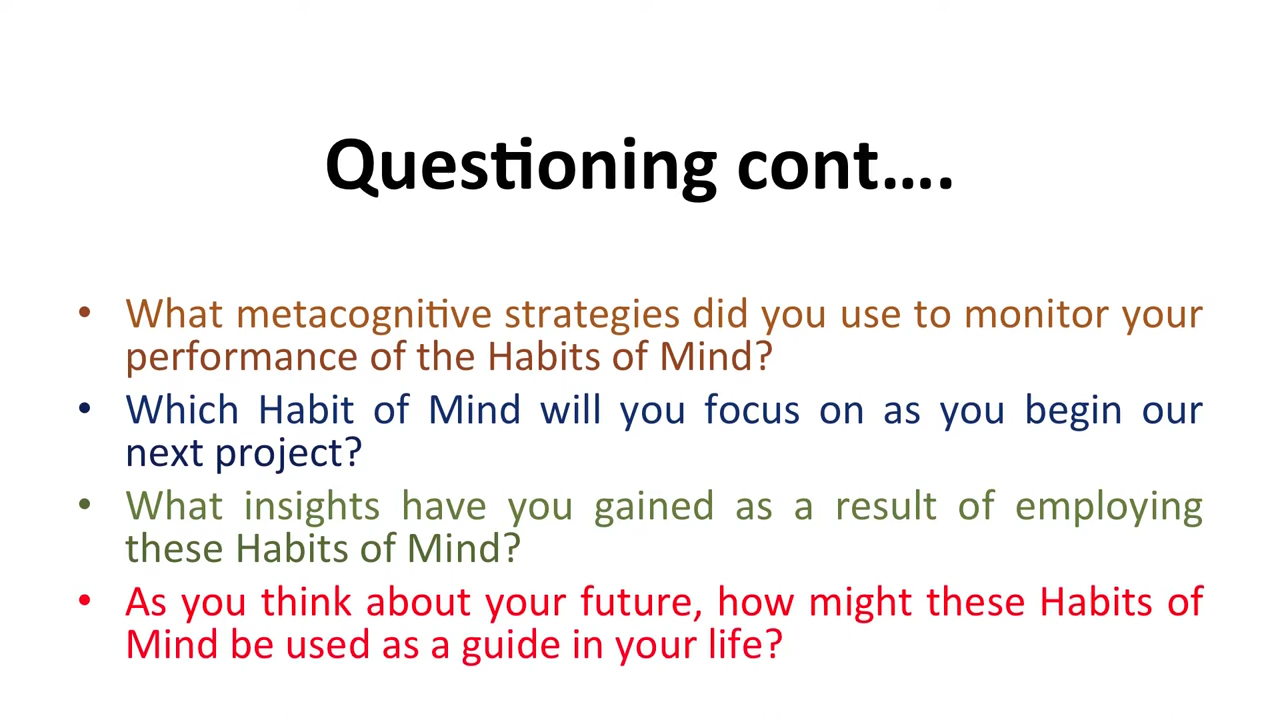 Questioning cont….
• What metacognitive strategies did you use to monitor your
performance of the Habits of Mind?
• Which Habit of Mind will you focus on as you begin our
next project?
• What insights have you gained as a result of employing
these Habits of Mind?
• As you think about your future, how might these Habits of
Mind be used as a guide in your life?